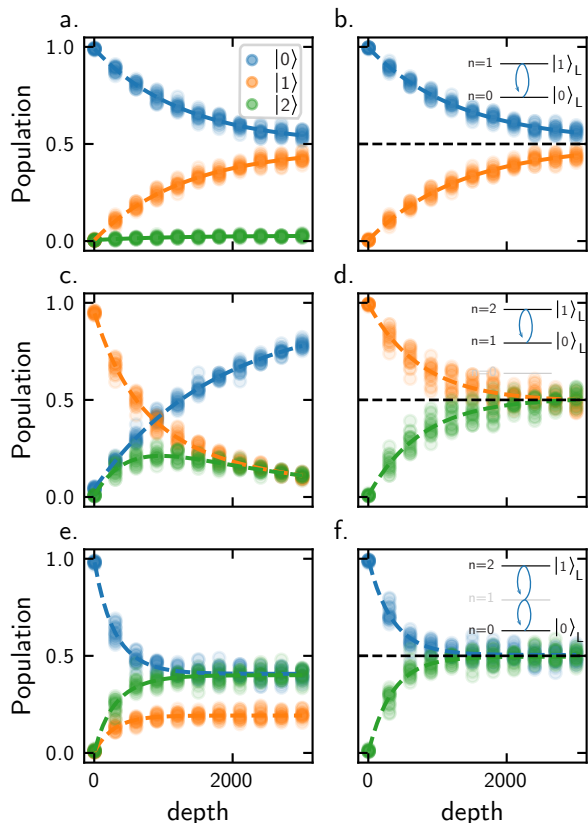 a.
Population
1.0
0.5
0.0
|0⟩
|1⟩
|2⟩
b.
n=1
|1⟩L
n=0
|0⟩L
c.
Population
1.0
0.5
0.0
d.
n=2
|1⟩L
n=1
|0⟩L
n=0
e.
Population
1.0
0.5
0.0
0
2000
depth
f.
n=2
|1⟩L
n=1
n=0
|0⟩L
0
2000
depth